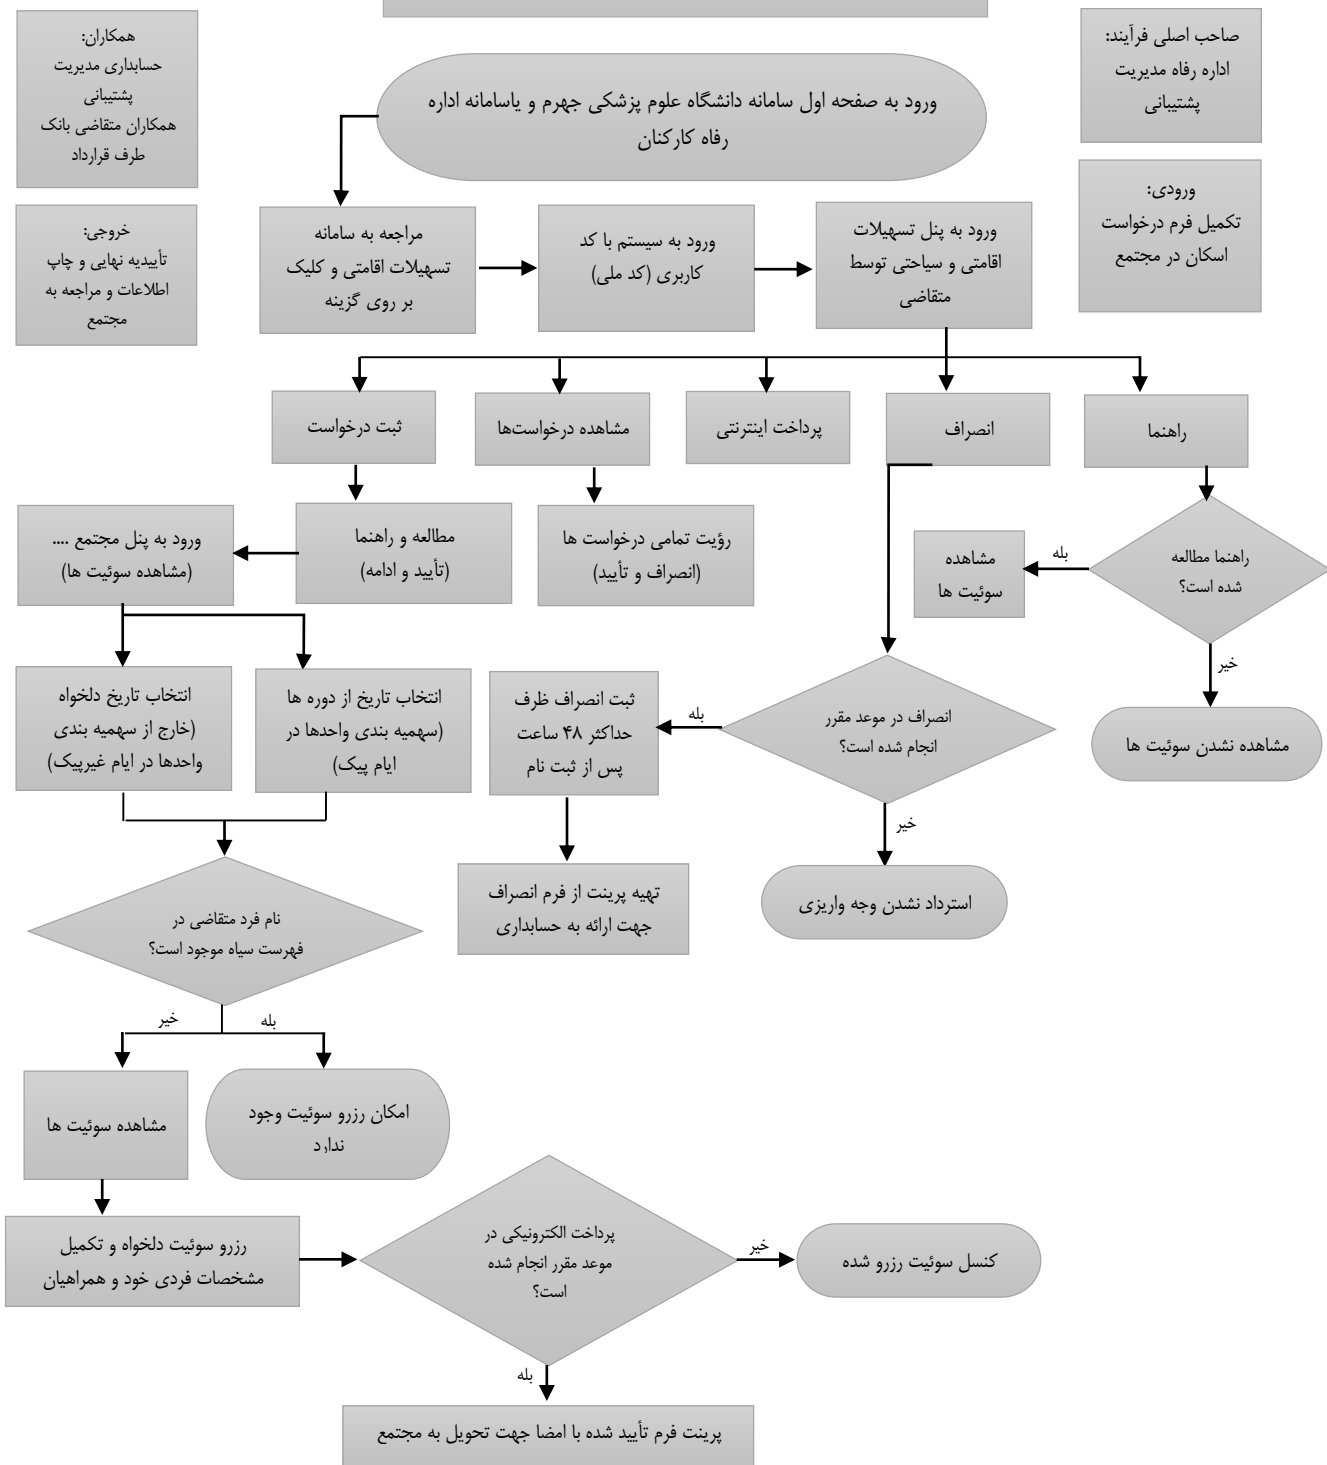 صاحب اصلی فرآیند:
اداره رفاه مدیریت
پشتیبانی
همکاران:
حسابداری مدیریت
پشتیبانی
همکاران متقاضی بانک
طرف قرارداد
ورود به صفحه اول سامانه دانشگاه علوم پزشکی جهرم و یاسامانه اداره
رفاه کارکنان
ورودی:
تکمیل فرم درخواست
اسکان در مجتمع
خروجی:
تأییدیه نهایی و چاپ
اطلاعات و مراجعه به
مجتمع
مراجعه به سامانه
تسهیلات اقامتی و کلیک
بر روی گزینه
ورود به سیستم با کد
کاربری (کد ملی)
ورود به پنل تسهیلات
اقامتی و سیاحتی توسط
متقاضی
راهنما
انصراف
پرداخت اینترنتی
مشاهده درخواست‌ها
ثبت درخواست
راهنما مطالعه
شده است؟
بله
مشاهده
سوئیت ها
خیر
مشاهده نشدن سوئیت ها
رؤیت تمامی درخواست ها
(انصراف و تأیید)
مطالعه و راهنما
(تأیید و ادامه)
ورود به پنل مجتمع ....
(مشاهده سوئیت ها)
انصراف در موعد مقرر
انجام شده است؟
بله
ثبت انصراف ظرف
حداکثر ۴۸ ساعت
پس از ثبت نام
خیر
استرداد نشدن وجه واریزی
تهیه پرینت از فرم انصراف
جهت ارائه به حسابداری
انتخاب تاریخ از دوره ها
(سهمیه بندی واحدها در
ایام پیک)
انتخاب تاریخ دلخواه
(خارج از سهمیه بندی
واحدها در ایام غیرپیک)
نام فرد متقاضی در
فهرست سیاه موجود است؟
بله
خیر
امکان رزرو سوئیت وجود
ندارد
مشاهده سوئیت ها
رزرو سوئیت دلخواه و تکمیل
مشخصات فردی خود و همراهیان
پرداخت الکترونیکی در
موعد مقرر انجام شده
است؟
خیر
کنسل سوئیت رزرو شده
بله
پرینت فرم تأیید شده با امضا جهت تحویل به مجتمع